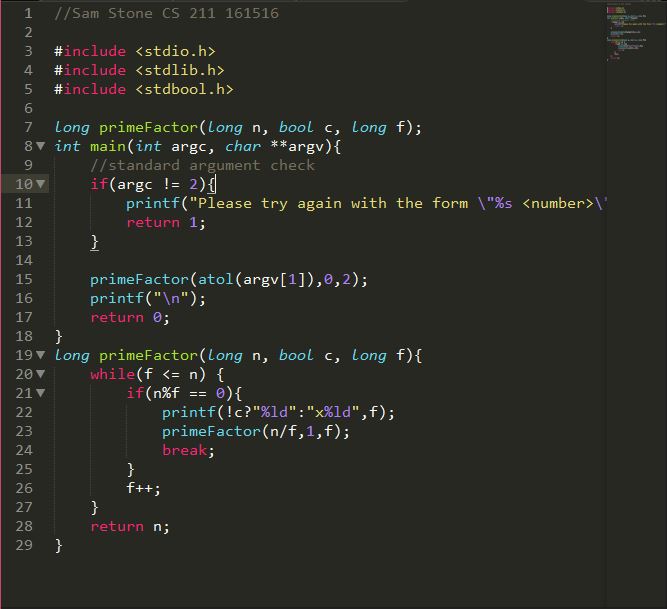 1 //Sam Stone CS 211 161516
2
3 #include <stdio.h>
4 #include <stdlib.h>
5 #include <stdbool.h>
6
7 long primeFactor(long n, bool c, long f);
8 int main(int argc, char **argv){
9     //standard argument check
10     if(argc != 2){
11         printf("Please try again with the form \"%s <number>\"
12         return 1;
13     }
14
15     primeFactor(atol(argv[1]),0,2);
16     printf("\n");
17     return 0;
18 }
19 long primeFactor(long n, bool c, long f){
20     while(f <= n) {
21         if(n%f == 0){
22             printf(!c?"%ld":"x%ld",f);
23             primeFactor(n/f,1,f);
24             break;
25         }
26         f++;
27     }
28     return n;
29 }